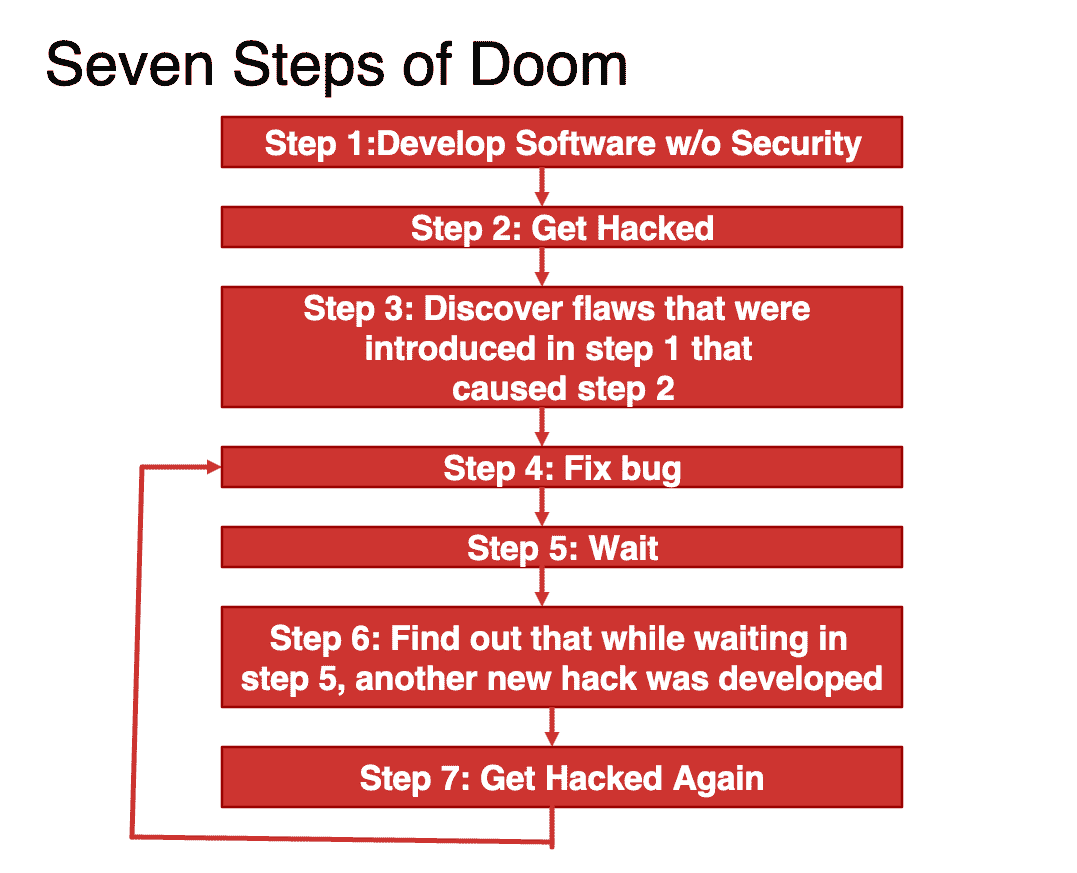 Seven Steps of Doom
Step 1:Develop Software w/o Security
Step 2: Get Hacked
Step 3: Discover flaws that were
introduced in step 1 that
caused step 2
Step 4: Fix bug
Step 5: Wait
Step 6: Find out that while waiting in
step 5, another new hack was developed
Step 7: Get Hacked Again